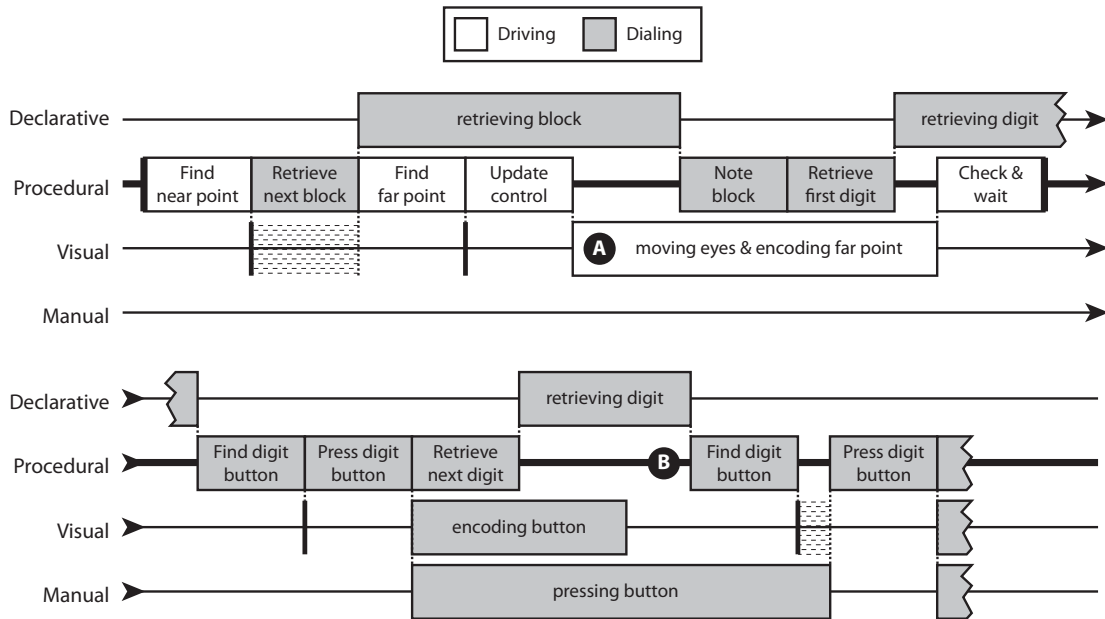 Driving
Dialing
Declarative
retrieving block
retrieving digit
Procedural
Find
near point
Retrieve
next block
Find
far point
Update
control
Note
block
Retrieve
first digit
Check &
wait
Visual
A
moving eyes & encoding far point
Manual
Declarative
retrieving digit
Procedural
Find digit
button
Press digit
button
Retrieve
next digit
B
Find digit
button
Press digit
button
Visual
encoding button
Manual
pressing button